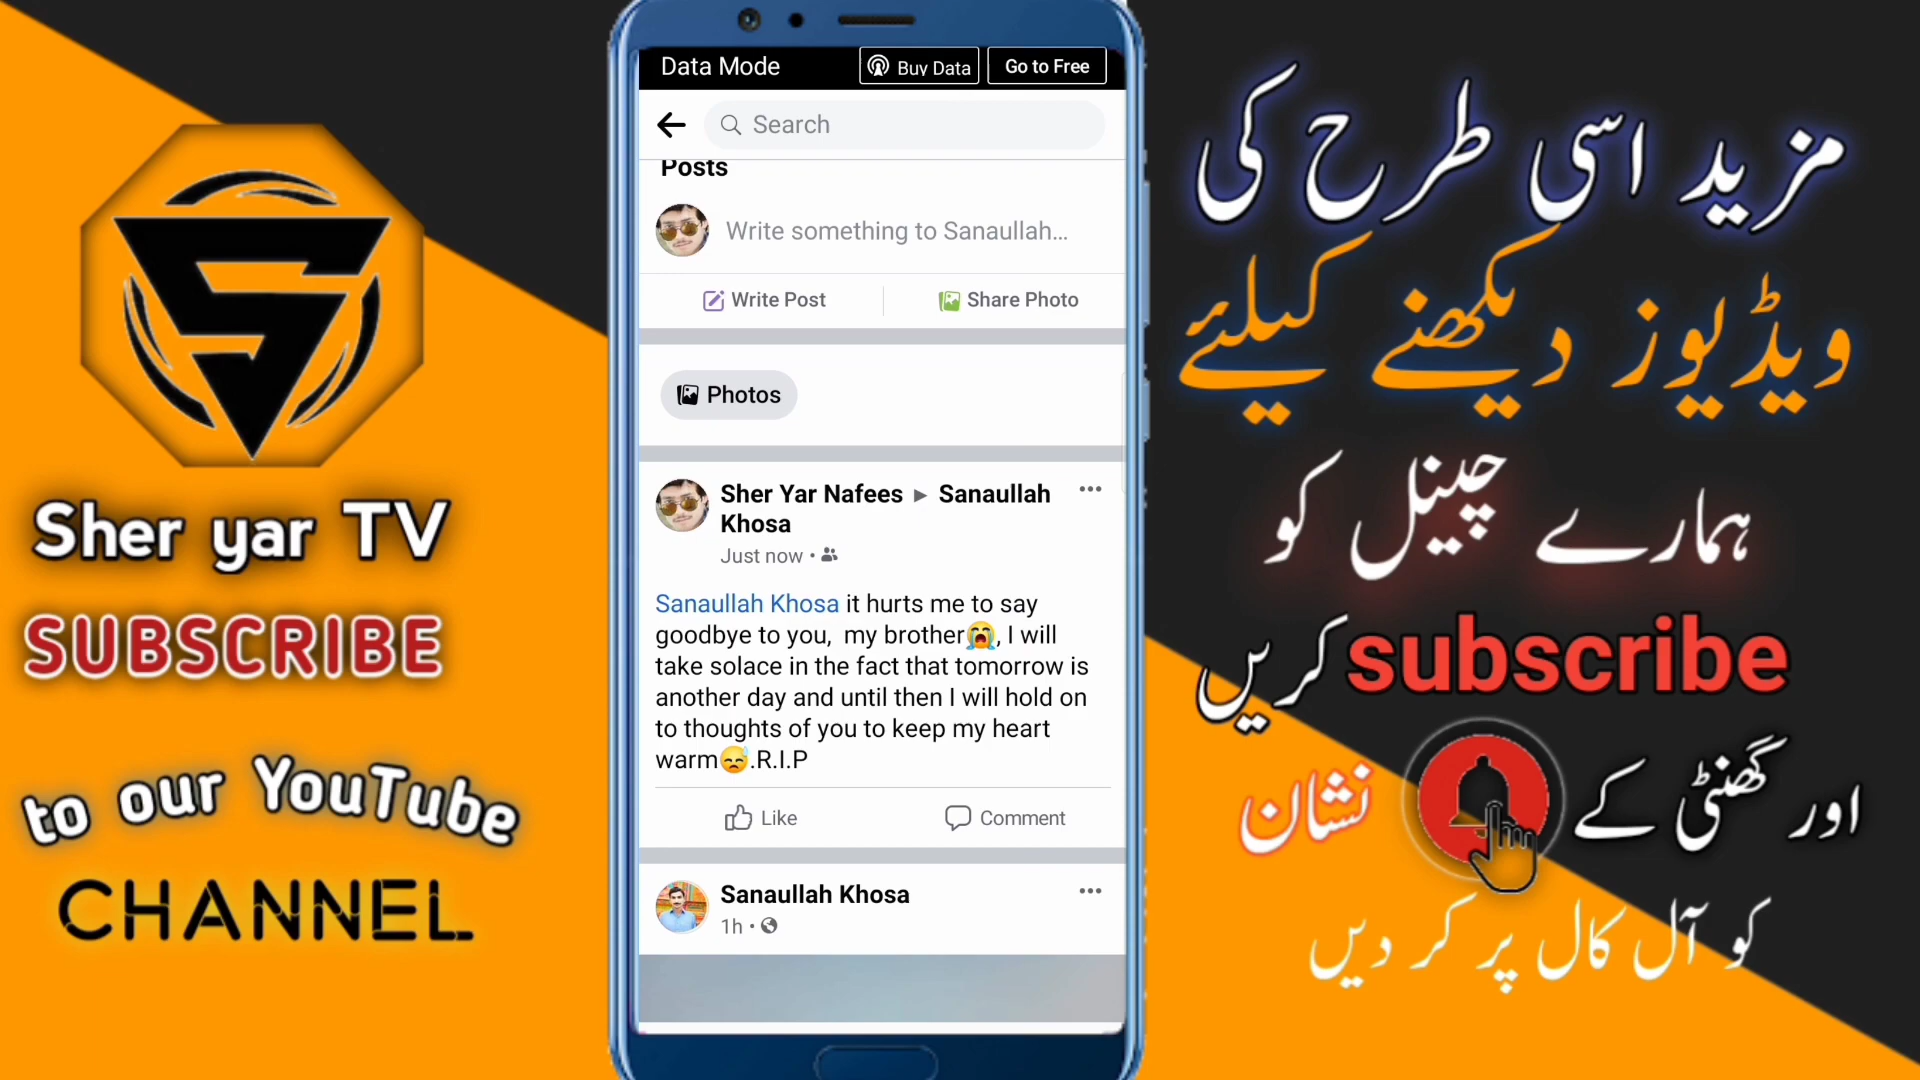 Sher yar TV
SUBSCRIBE
to our YouTube
CHANNEL
Data Mode
Buy Data
Go to Free
Search
Posts
Write something to Sanaullah...
Write Post
Share Photo
Photos
Sher Yar Nafees ▸ Sanaullah
Khosa
Just now •
Sanaullah Khosa it hurts me to say
goodbye to you,  my brother😭, I will
take solace in the fact that tomorrow is
another day and until then I will hold on
to thoughts of you to keep my heart
warm😓.R.I.P
Like
Comment
Sanaullah Khosa
1h •
مزید اسی طرح کی
ویڈیوز دیکھنے کیلئے
ہمارے چینل کو
subscribe کریں
اور گھنٹی کے نشان
کو آل کال پر کر دیں